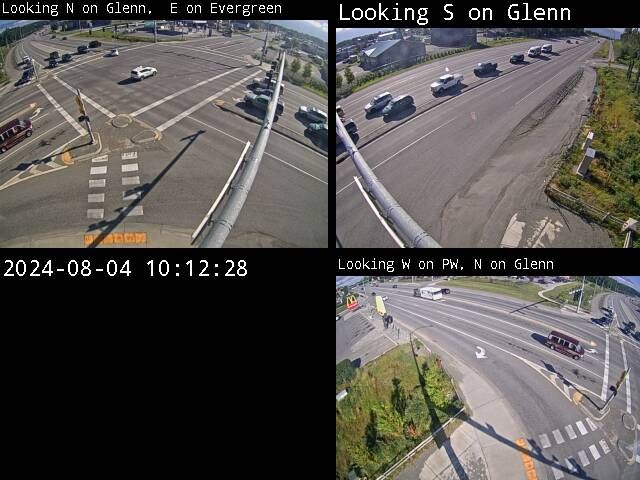 Looking N on Glenn,  E on Evergreen
Looking S on Glenn
2024-08-04 10:12:28
Looking W on PW, N on Glenn